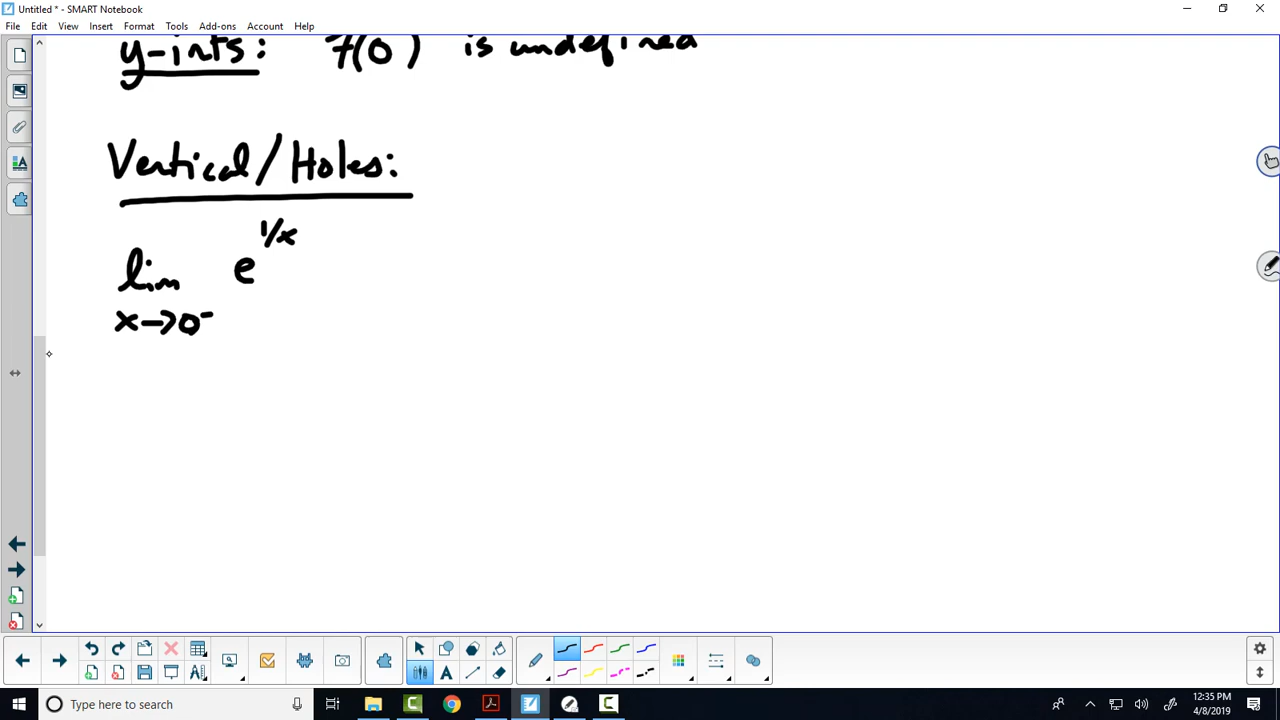 Untitled * - SMART Notebook
File Edit View Insert Format Tools Add-ons Account Help
y-ints: f(0) is undefined
Vertical/Holes:
lim e^{1/x}
x→0⁻
Type here to search
12:35 PM
4/8/2019